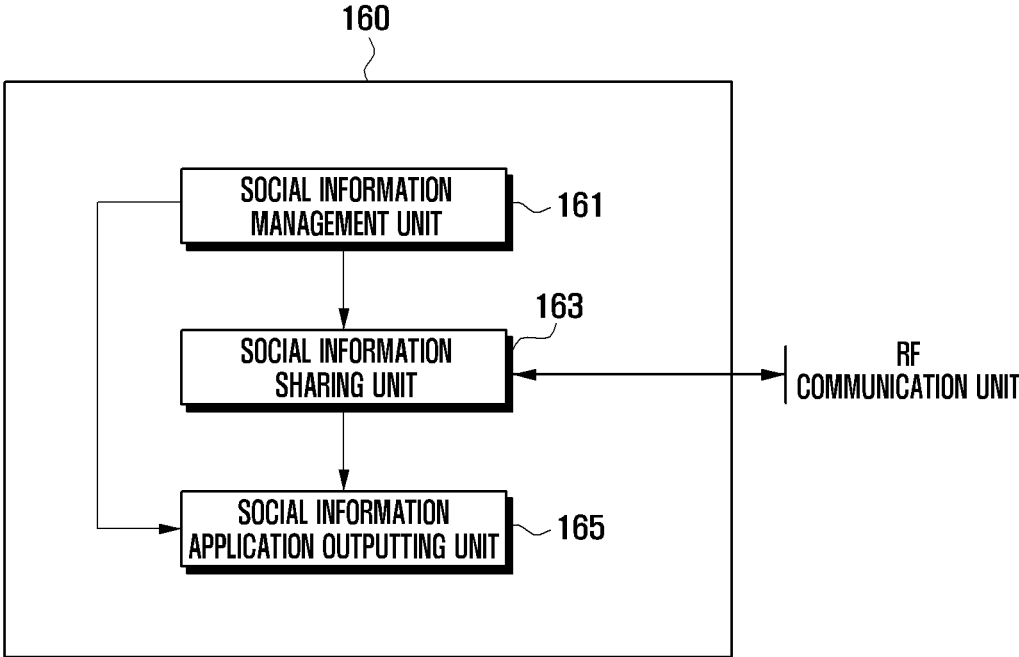 160
SOCIAL INFORMATION
MANAGEMENT UNIT
161
163
SOCIAL INFORMATION
SHARING UNIT
RF
COMMUNICATION UNIT
SOCIAL INFORMATION
APPLICATION OUTPUTTING UNIT
165